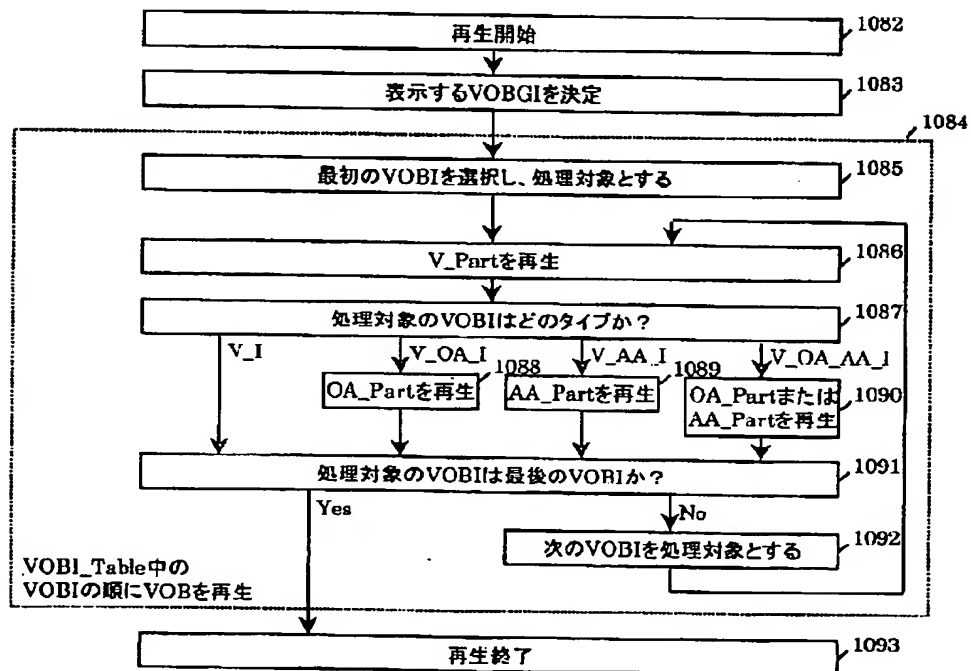 再生開始
1082
表示するVOBGIを決定
1083
1084
最初のVOBIを選択し、処理対象とする
1085
V_Partを再生
1086
処理対象のVOBIはどのタイプか？
1087
V_I
V_OA_I
V_AA_I
V_OA_AA_I
OA_Partを再生
1088
AA_Partを再生
1089
OA_Partまたは
AA_Partを再生
1090
処理対象のVOBIは最後のVOBIか？
1091
Yes
No
次のVOBIを処理対象とする
1092
VOBI_Table中の
VOBIの順にVOBを再生
再生終了
1093